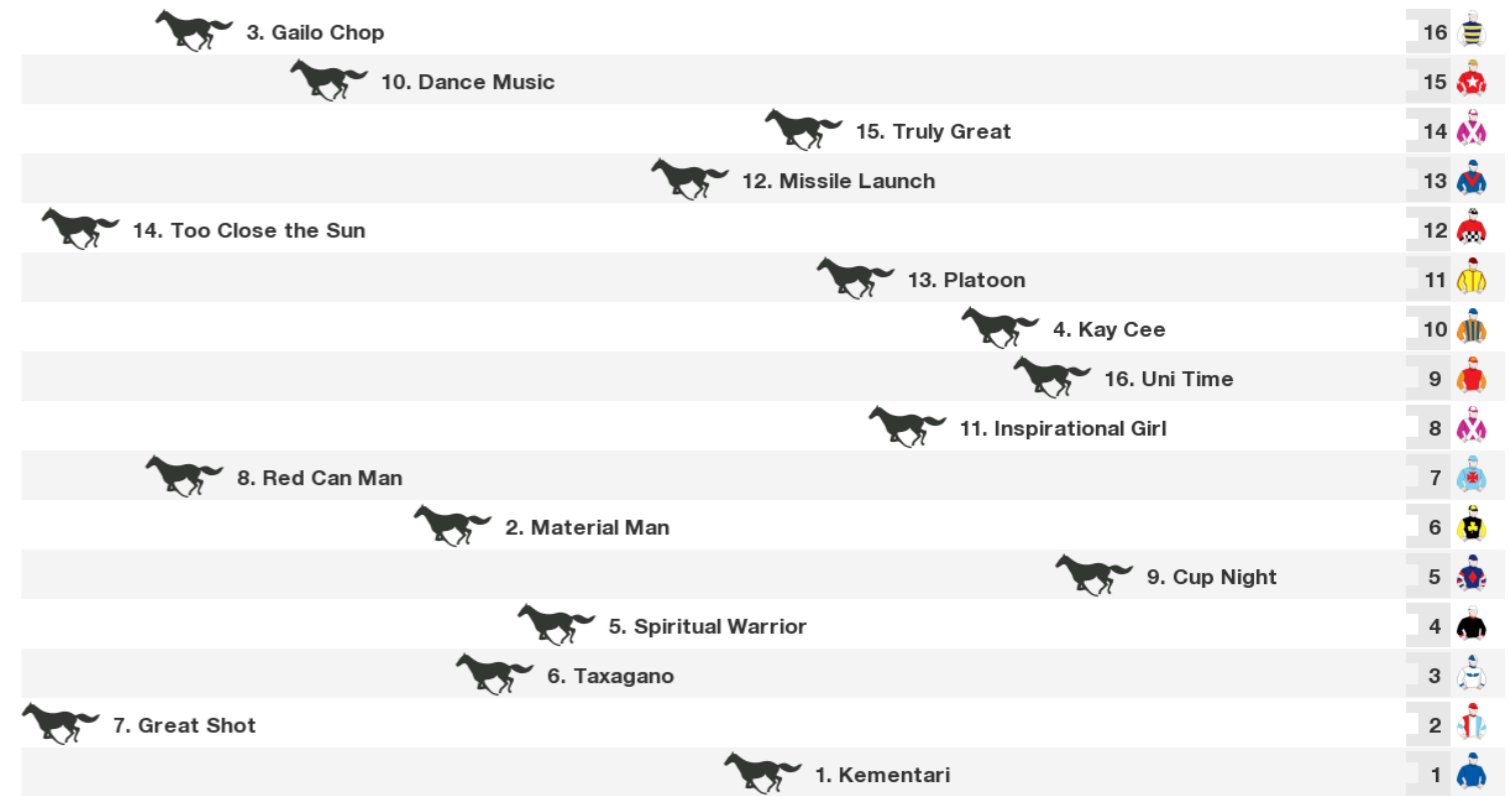 3. Gailo Chop 16
10. Dance Music 15
15. Truly Great 14
12. Missile Launch 13
14. Too Close the Sun 12
13. Platoon 11
4. Kay Cee 10
16. Uni Time 9
11. Inspirational Girl 8
8. Red Can Man 7
2. Material Man 6
9. Cup Night 5
5. Spiritual Warrior 4
6. Taxagano 3
7. Great Shot 2
1. Kementari 1